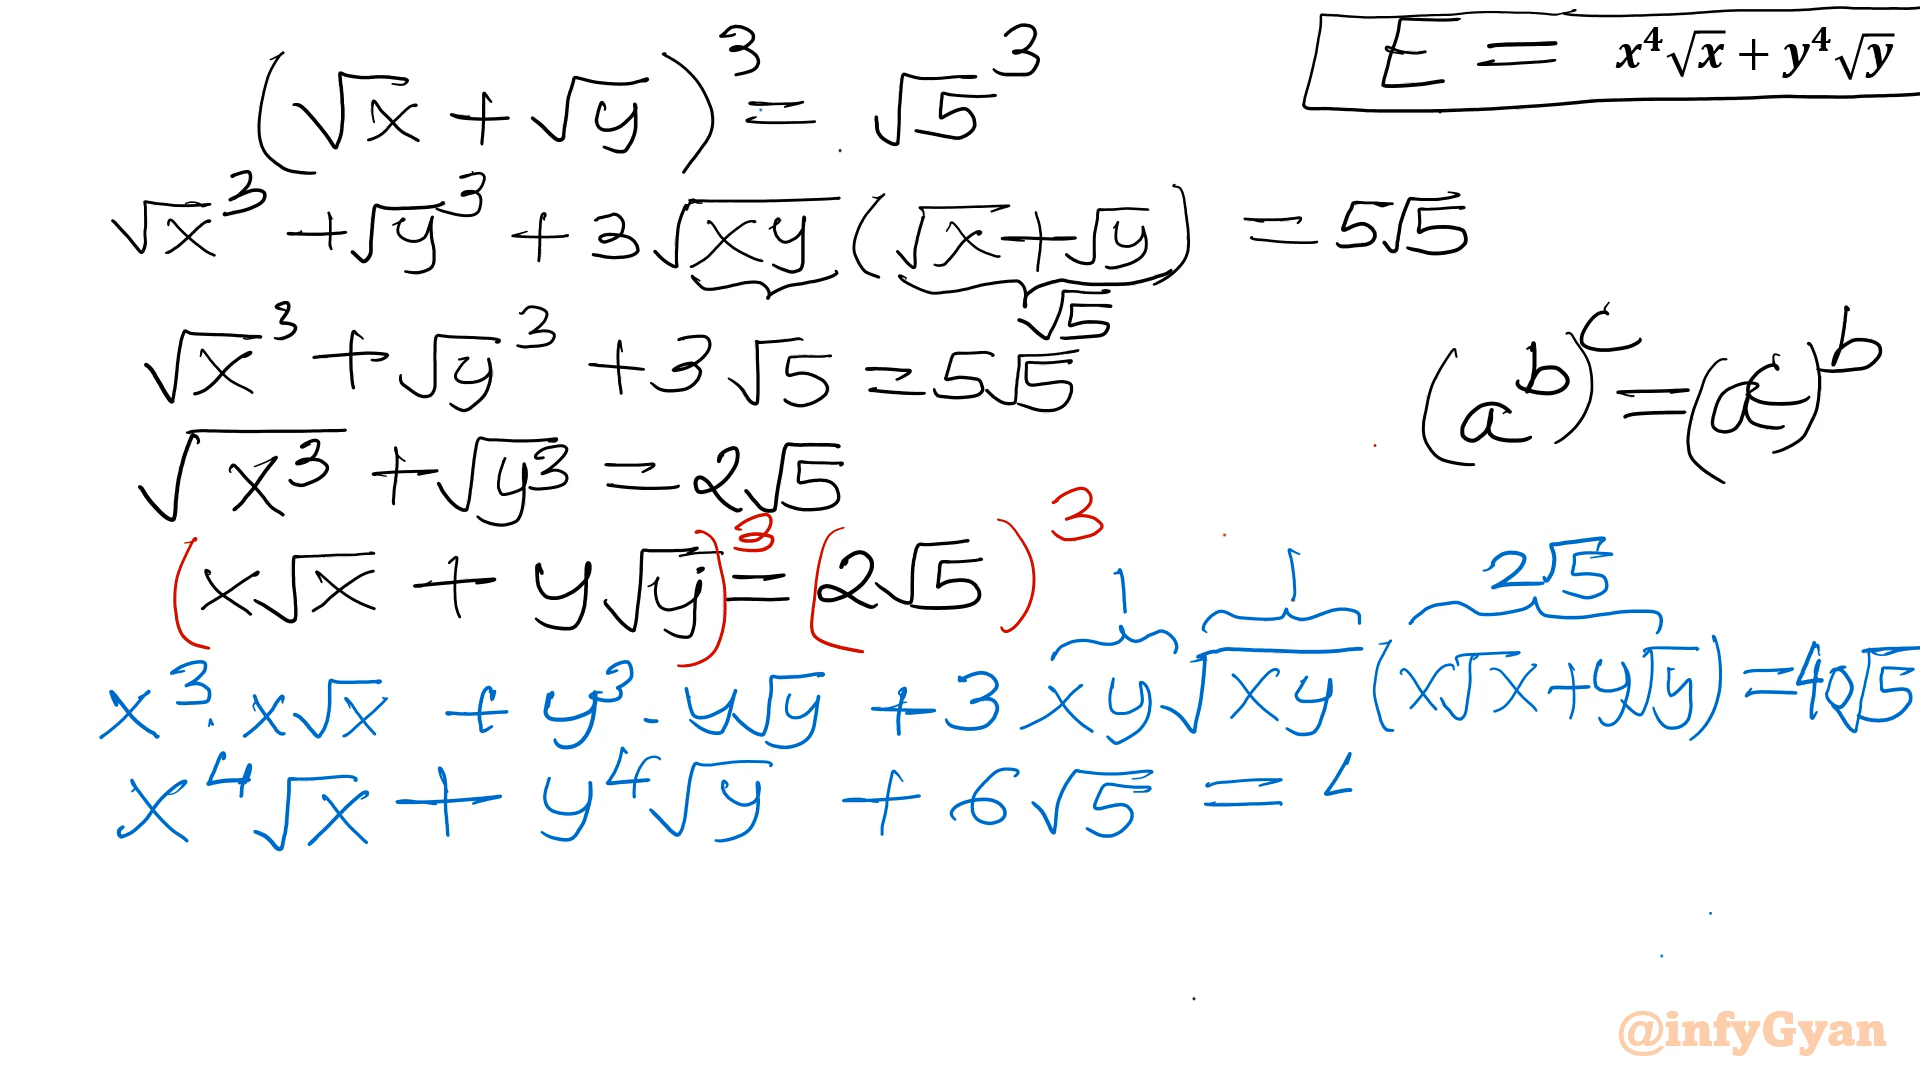 E = x⁴√x + y⁴√y
(√x + √y)³ = √5³
√x³ + √y³ + 3√xy (√x + √y) = 5√5
√5
√x³ + √y³ + 3√5 = 5√5
(a^b)^c = (a^c)^b
√x³ + √y³ = 2√5
(x√x + y√y)³ = (2√5)³
1 1 2√5
x³·x√x + y³·y√y + 3xy√xy (x√x + y√y) = 40√5
x⁴√x + y⁴√y + 6√5 = 4
@infyGyan